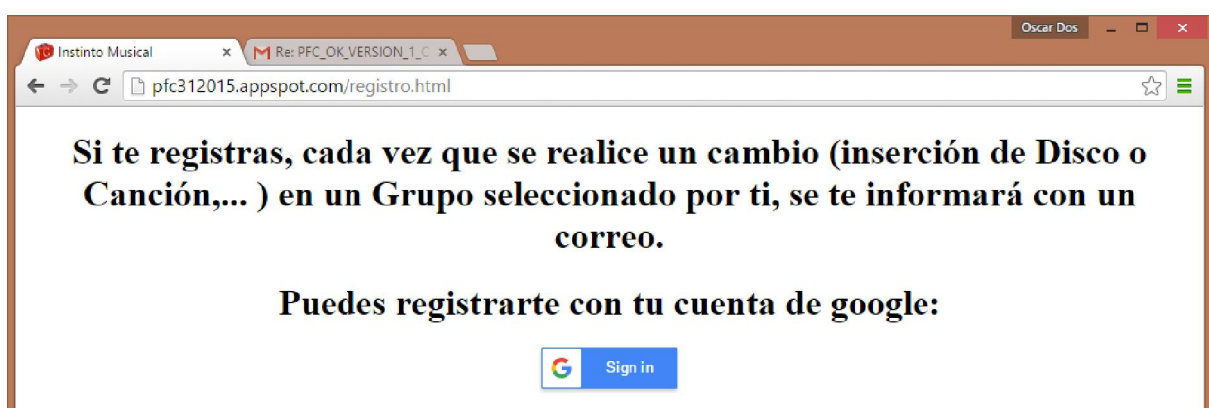 Oscar Dos
Instinto Musical
Re: PFC_OK_VERSION_1_C
pfc312015.appspot.com/registro.html
Si te registras, cada vez que se realice un cambio (inserción de Disco o
Canción,... ) en un Grupo seleccionado por ti, se te informará con un
correo.
Puedes registrarte con tu cuenta de google:
Sign in